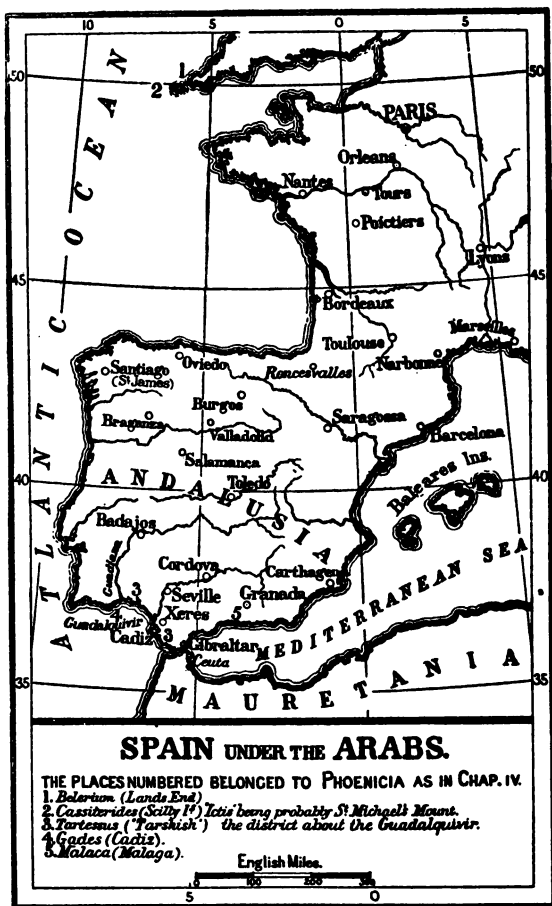 10 5 0 5
50
50
1
2
PARIS
Orleans
Nantes
Tours
Poictiers
Lyons
ATLANTIC OCEAN
45
45
Bordeaux
Toulouse
Marseilles
Narbonne
Roncesvalles
Oviedo
Santiago
(St James)
Burgos
Braganza
Valladolid
Saragossa
Barcelona
Salamanca
40
40
ANDALUSIA
Toledo
Baleares Ins.
Badajos
Cordova
Carthagena
Guadiana
3
Seville
Granada
Xeres
5
Guadalquivir
Cadiz
3
Gibraltar
Ceuta
MEDITERRANEAN SEA
35
35
MAURETANIA
SPAIN UNDER THE ARABS.
THE PLACES NUMBERED BELONGED TO PHOENICIA AS IN CHAP. IV.
1. Belerium (Lands End)
2. Cassiterides (Scilly Iˢ) "Ictis" being probably Sᵗ Michaels Mount.
3. Tartessus ("Tarshish") the district about the Guadalquivir.
4. Gades (Cadiz).
5. Malaca (Malaga).
English Miles.
0 100 200 300
5 0